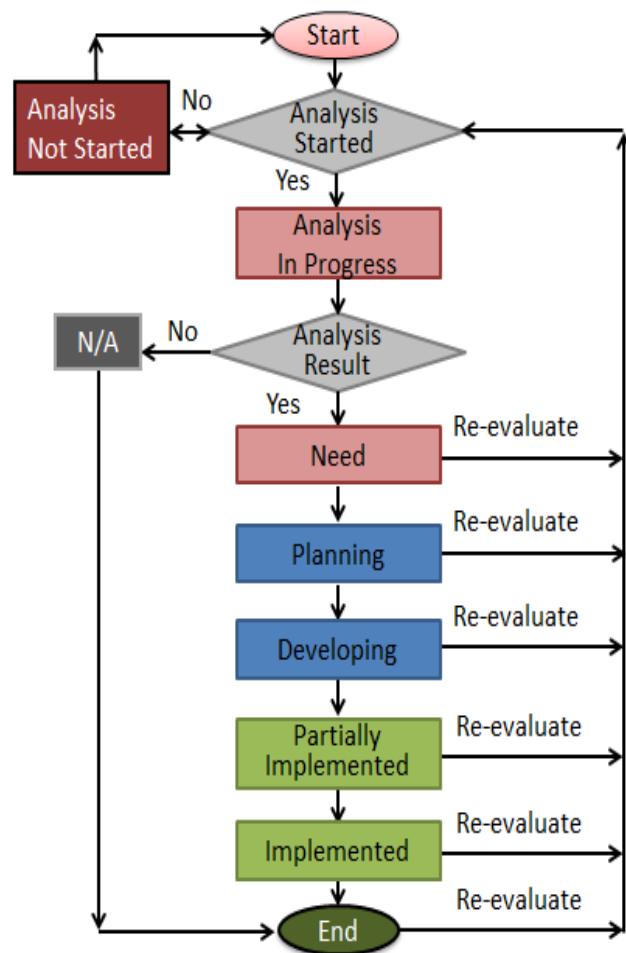 Start
Analysis
Not Started
No
Analysis
Started
Yes
Analysis
In Progress
N/A
No
Analysis
Result
Yes
Need
Re-evaluate
Planning
Re-evaluate
Developing
Re-evaluate
Partially
Implemented
Re-evaluate
Implemented
Re-evaluate
End
Re-evaluate